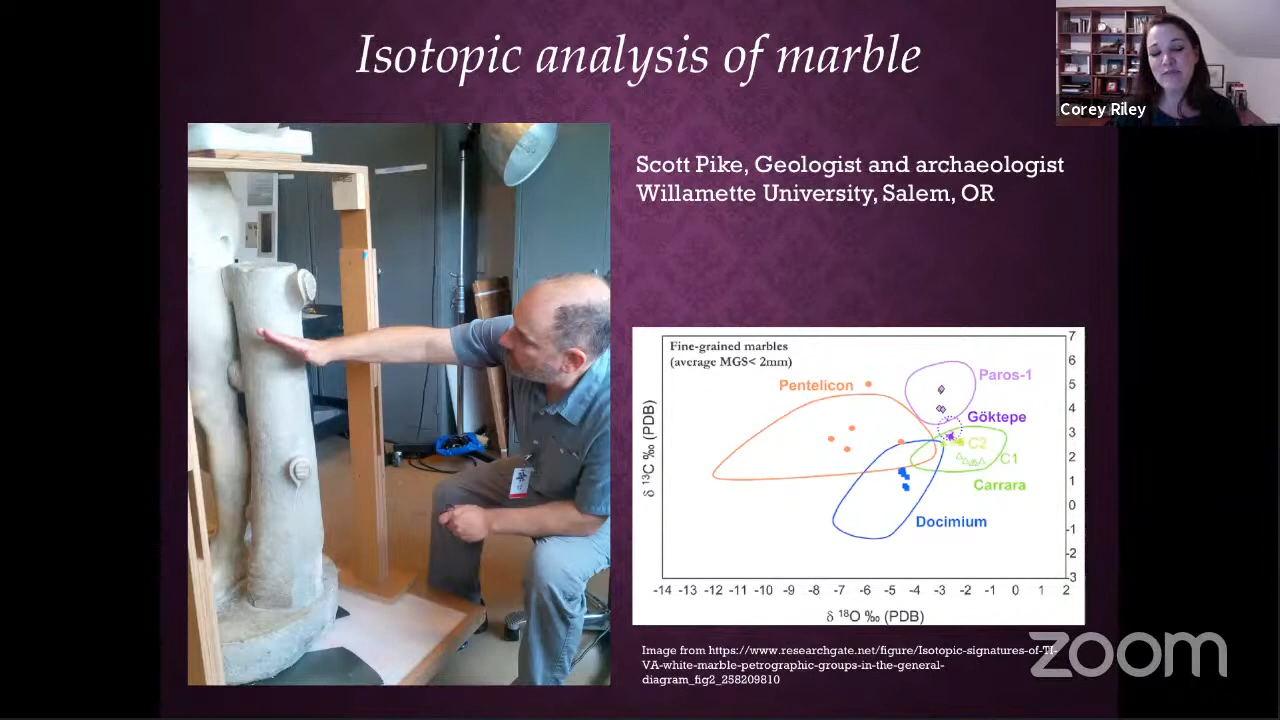 Isotopic analysis of marble
Corey Riley
Scott Pike, Geologist and archaeologist
Willamette University, Salem, OR
Fine-grained marbles
(average MGS< 2mm)
Pentelicon
Paros-1
Göktepe
C2
C1
Carrara
Docimium
δ 13C ‰ (PDB)
7
6
5
4
3
2
1
0
-1
-2
3
-14 -13 -12 -11 -10 -9 -8 -7 -6 -5 -4 -3 -2 -1 0 1 2
δ 18O ‰ (PDB)
Image from https://www.researchgate.net/figure/Isotopic-signatures-of-TI-
VA-white-marble-petrographic-groups-in-the-general-
diagram_fig2_258209810
zoom